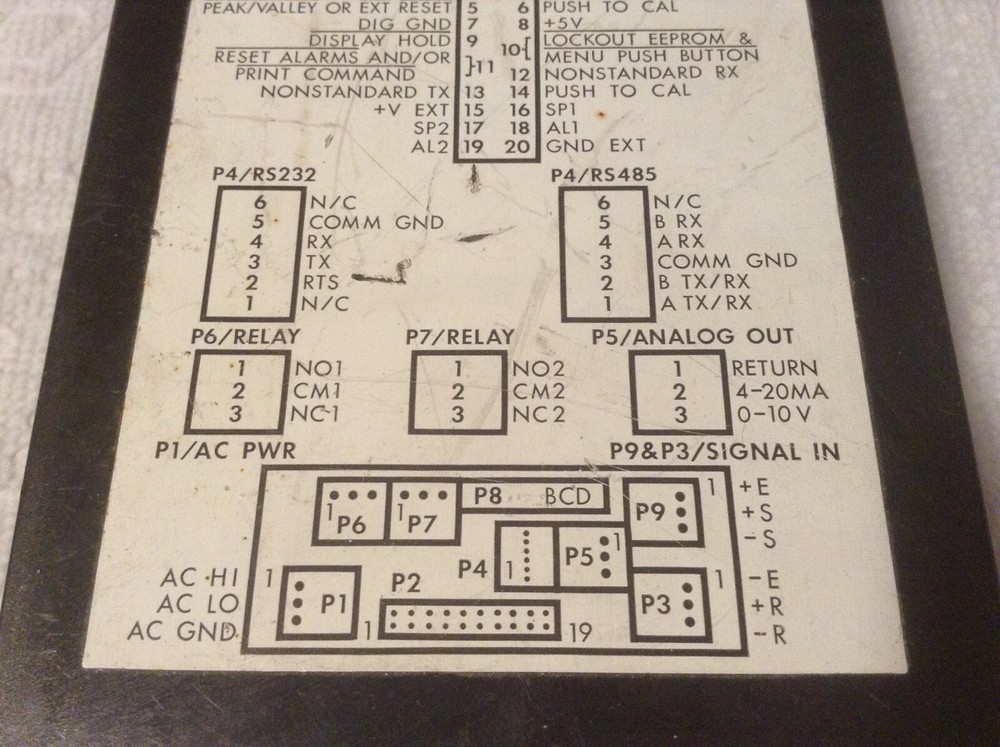 PEAK/VALLEY OR EXT RESET 5 6 PUSH TO CAL
DIG GND 7 8 +5V
DISPLAY HOLD 9 10{ LOCKOUT EEPROM &
RESET ALARMS AND/OR MENU PUSH BUTTON
PRINT COMMAND }11 12 NONSTANDARD RX
NONSTANDARD TX 13 14 PUSH TO CAL
+V EXT 15 16 SP1
SP2 17 18 AL1
AL2 19 20 GND EXT
P4/RS232
6 N/C
5 COMM GND
4 RX
3 TX
2 RTS
1 N/C
P4/RS485
6 N/C
5 B RX
4 A RX
3 COMM GND
2 B TX/RX
1 A TX/RX
P6/RELAY
1 NO1
2 CM1
3 NC1
P7/RELAY
1 NO2
2 CM2
3 NC2
P5/ANALOG OUT
1 RETURN
2 4-20MA
3 0-10V
P1/AC PWR
P9&P3/SIGNAL IN
1 P6
1 P7
P8 BCD
P9 1
+E
+S
-S
P4 1
P5 1
AC HI 1
AC LO P1
AC GND
P2
1 19
P3 1
-E
+R
-R